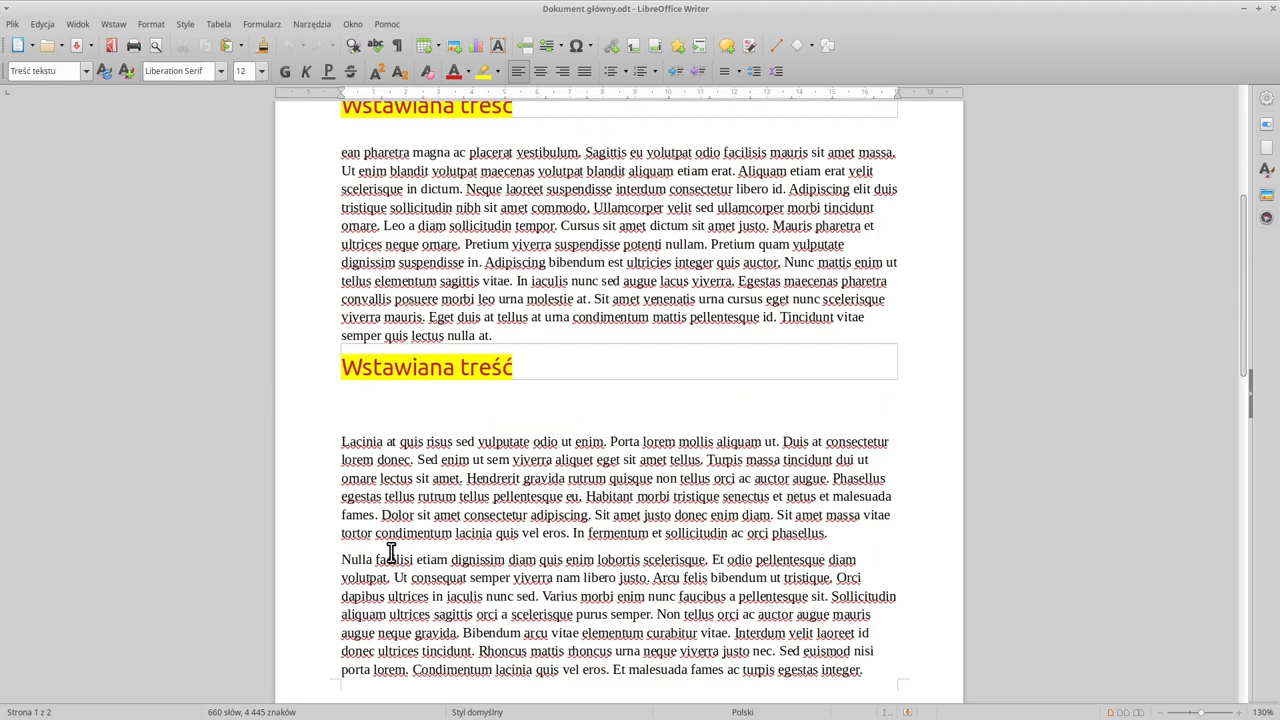 Dokument główny.odt - LibreOffice Writer
Plik Edycja Widok Wstaw Format Style Tabela Formularz Narzędzia Okno Pomoc
Treść tekstu Liberation Serif 12 G K P S
1 1 2 3 4 5 6 7 8 9 10 11 12 13 14 15 16 17 18
Wstawiana treść
ean pharetra magna ac placerat vestibulum. Sagittis eu volutpat odio facilisis mauris sit amet massa.
Ut enim blandit volutpat maecenas volutpat blandit aliquam etiam erat. Aliquam etiam erat velit
scelerisque in dictum. Neque laoreet suspendisse interdum consectetur libero id. Adipiscing elit duis
tristique sollicitudin nibh sit amet commodo. Ullamcorper velit sed ullamcorper morbi tincidunt
ornare. Leo a diam sollicitudin tempor. Cursus sit amet dictum sit amet justo. Mauris pharetra et
ultrices neque ornare. Pretium viverra suspendisse potenti nullam. Pretium quam vulputate
dignissim suspendisse in. Adipiscing bibendum est ultricies integer quis auctor. Nunc mattis enim ut
tellus elementum sagittis vitae. In iaculis nunc sed augue lacus viverra. Egestas maecenas pharetra
convallis posuere morbi leo urna molestie at. Sit amet venenatis urna cursus eget nunc scelerisque
viverra mauris. Eget duis at tellus at urna condimentum mattis pellentesque id. Tincidunt vitae
semper quis lectus nulla at.
Wstawiana treść
Lacinia at quis risus sed vulputate odio ut enim. Porta lorem mollis aliquam ut. Duis at consectetur
lorem donec. Sed enim ut sem viverra aliquet eget sit amet tellus. Turpis massa tincidunt dui ut
ornare lectus sit amet. Hendrerit gravida rutrum quisque non tellus orci ac auctor augue. Phasellus
egestas tellus rutrum tellus pellentesque eu. Habitant morbi tristique senectus et netus et malesuada
fames. Dolor sit amet consectetur adipiscing. Sit amet justo donec enim diam. Sit amet massa vitae
tortor condimentum lacinia quis vel eros. In fermentum et sollicitudin ac orci phasellus.
Nulla facilisi etiam dignissim diam quis enim lobortis scelerisque. Et odio pellentesque diam
volutpat. Ut consequat semper viverra nam libero justo. Arcu felis bibendum ut tristique. Orci
dapibus ultrices in iaculis nunc sed. Varius morbi enim nunc faucibus a pellentesque sit. Sollicitudin
aliquam ultrices sagittis orci a scelerisque purus semper. Non tellus orci ac auctor augue mauris
augue neque gravida. Bibendum arcu vitae elementum curabitur vitae. Interdum velit laoreet id
donec ultrices tincidunt. Rhoncus mattis rhoncus urna neque viverra justo nec. Sed euismod nisi
porta lorem. Condimentum lacinia quis vel eros. Et malesuada fames ac turpis egestas integer.
Strona 1 z 2 660 słów, 4 445 znaków Styl domyślny Polski 130%